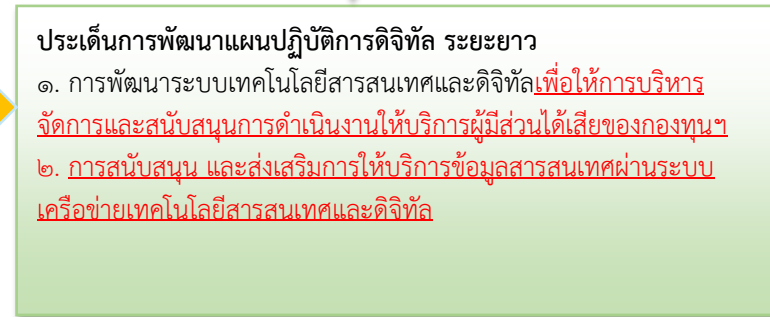 ประเด็นการพัฒนาแผนปฏิบัติการดิจิทัล ระยะยาว
๑. การพัฒนาระบบเทคโนโลยีสารสนเทศและดิจิทัลเพื่อให้การบริหาร
จัดการและสนับสนุนการดำเนินงานให้บริการผู้มีส่วนได้เสียของกองทุนฯ
๒. การสนับสนุน และส่งเสริมการให้บริการข้อมูลสารสนเทศผ่านระบบ
เครือข่ายเทคโนโลยีสารสนเทศและดิจิทัล